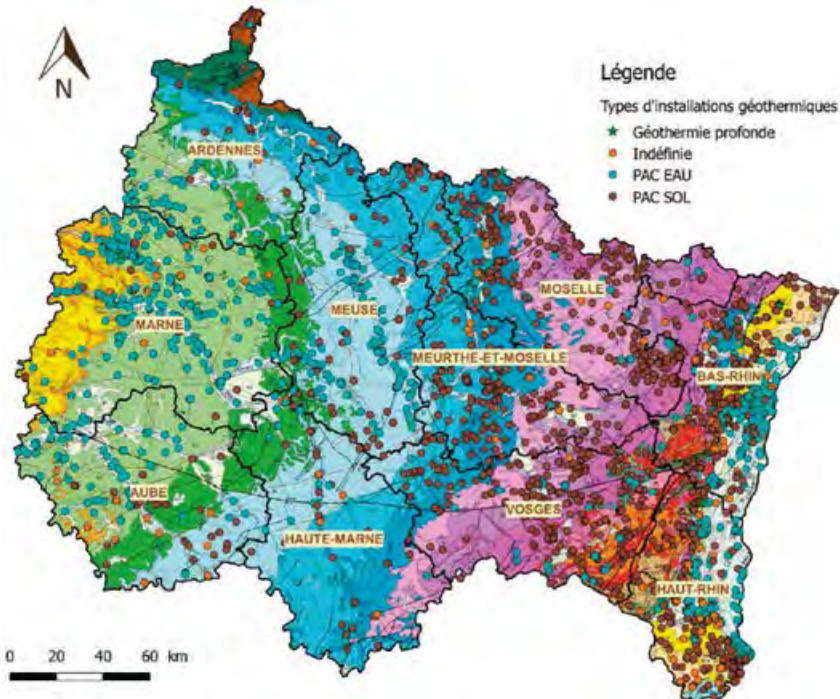 N
Légende
Types d'installations géothermiques
Géothermie profonde
Indéfinie
PAC EAU
PAC SOL
ARDENNES
MARNE
MEUSE
MOSELLE
MEURTHE-ET-MOSELLE
BAS-RHIN
AUBE
HAUTE-MARNE
VOSGES
HAUT-RHIN
0 20 40 60 km